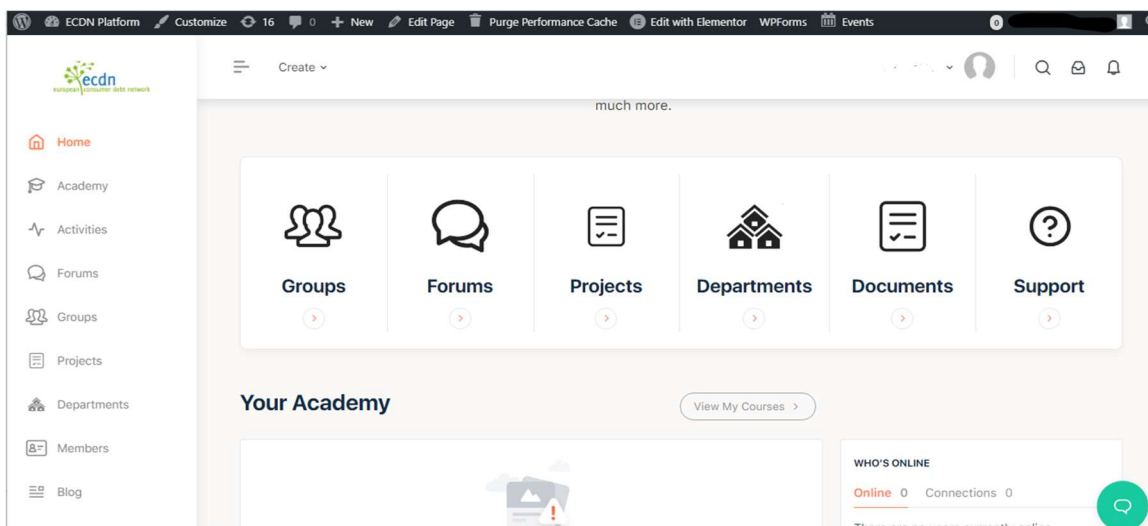 ECDN Platform Customize 16 0 New Edit Page Purge Performance Cache Edit with Elementor WPForms Events 0
ecdn
european consumer debt network
Create
much more.
Home
Academy
Activities
Forums
Groups
Projects
Departments
Members
Blog
Groups Forums Projects Departments Documents Support
Your Academy
View My Courses
WHO'S ONLINE
Online 0 Connections 0